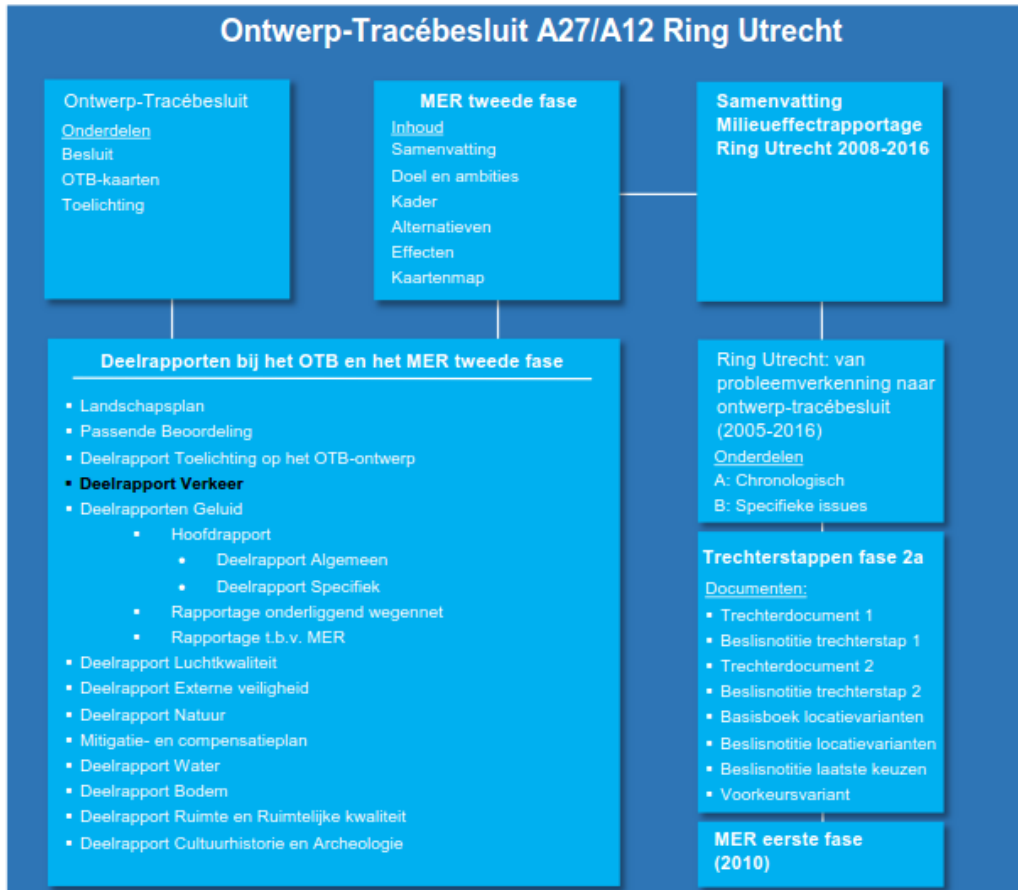 Ontwerp-Tracébesluit A27/A12 Ring Utrecht
Ontwerp-Tracébesluit
Onderdelen
Besluit
OTB-kaarten
Toelichting
MER tweede fase
Inhoud
Samenvatting
Doel en ambities
Kader
Alternatieven
Effecten
Kaartenmap
Samenvatting
Milieueffectrapportage
Ring Utrecht 2008-2016
Deelrapporten bij het OTB en het MER tweede fase
▪ Landschapsplan
▪ Passende Beoordeling
▪ Deelrapport Toelichting op het OTB-ontwerp
▪ Deelrapport Verkeer
▪ Deelrapporten Geluid
▪ Hoofdrapport
• Deelrapport Algemeen
• Deelrapport Specifiek
▪ Rapportage onderliggend wegennet
▪ Rapportage t.b.v. MER
▪ Deelrapport Luchtkwaliteit
▪ Deelrapport Externe veiligheid
▪ Deelrapport Natuur
▪ Mitigatie- en compensatieplan
▪ Deelrapport Water
▪ Deelrapport Bodem
▪ Deelrapport Ruimte en Ruimtelijke kwaliteit
▪ Deelrapport Cultuurhistorie en Archeologie
Ring Utrecht: van
probleemverkenning naar
ontwerp-tracébesluit
(2005-2016)
Onderdelen
A: Chronologisch
B: Specifieke issues
Trechterstappen fase 2a
Documenten:
▪ Trechterdocument 1
▪ Beslisnotitie trechterstap 1
▪ Trechterdocument 2
▪ Beslisnotitie trechterstap 2
▪ Basisboek locatievarianten
▪ Beslisnotitie locatievarianten
▪ Beslisnotitie laatste keuzen
▪ Voorkeursvariant
MER eerste fase
(2010)